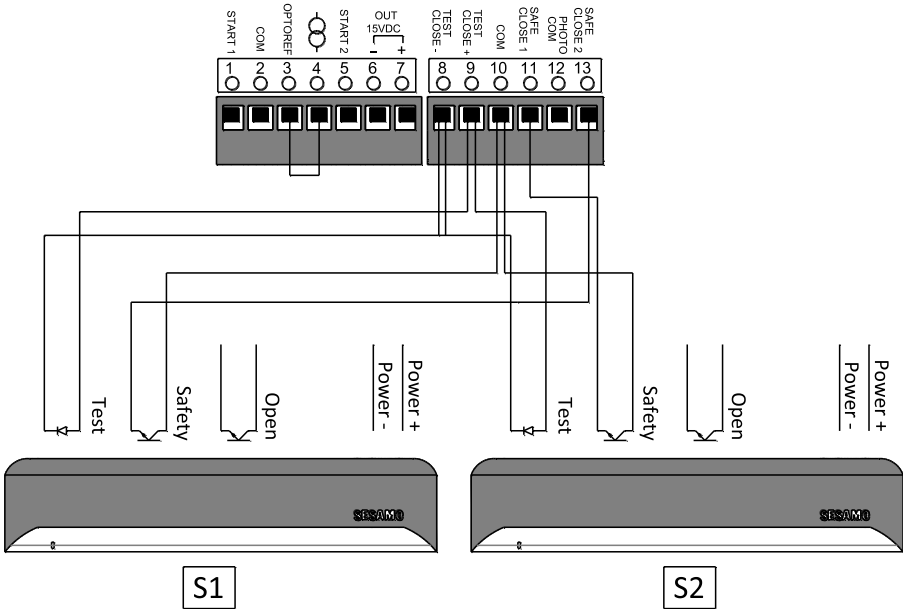 START 1
COM
OPTOREF
START 2
OUT
15VDC
-
+
TEST
CLOSE -
TEST
CLOSE +
COM
SAFE
CLOSE 1
PHOTO
COM
SAFE
CLOSE 2
1 2 3 4 5 6 7 8 9 10 11 12 13
Test
Safety
Open
Power -
Power +
Test
Safety
Open
Power -
Power +
SESAMO
SESAMO
S1
S2